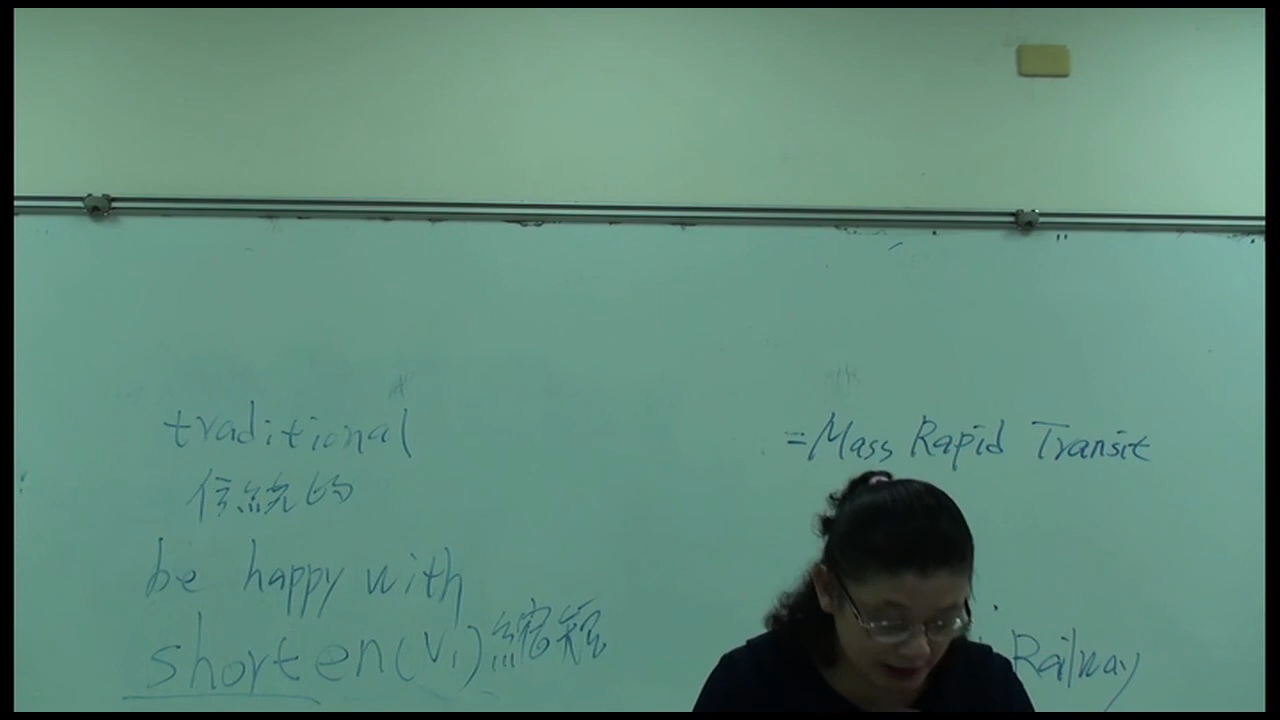 traditional
傳統的
be happy with
shorten(v.)縮短
=Mass Rapid Transit
Railway